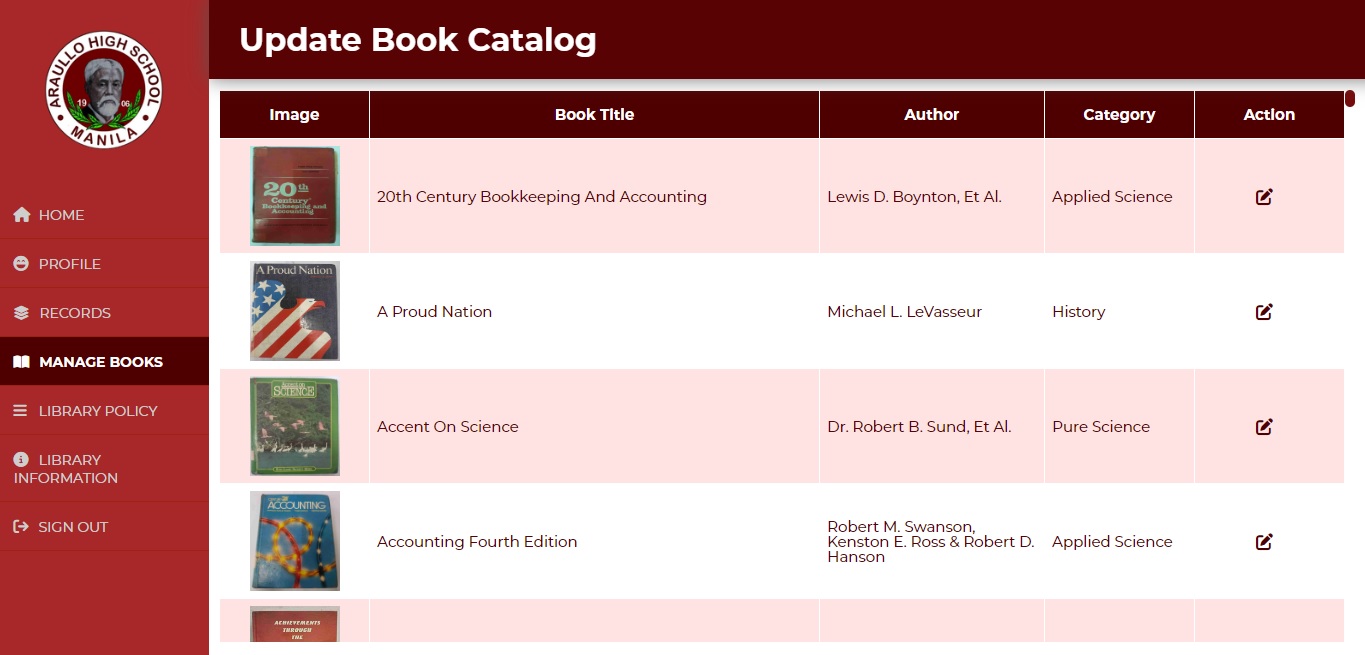 ARAULLO HIGH SCHOOL
19 06
MANILA
HOME
PROFILE
RECORDS
MANAGE BOOKS
LIBRARY POLICY
LIBRARY
INFORMATION
SIGN OUT
Update Book Catalog
Image Book Title Author Category Action
20th
Century
Bookkeeping and
Accounting
20th Century Bookkeeping And Accounting Lewis D. Boynton, Et Al. Applied Science
A Proud Nation
A Proud Nation Michael L. LeVasseur History
Accent on
SCIENCE
Accent On Science Dr. Robert B. Sund, Et Al. Pure Science
ACCOUNTING
Accounting Fourth Edition Robert M. Swanson,
Kenston E. Ross & Robert D.
Hanson Applied Science
ACHIEVEMENTS
THROUGH
THE